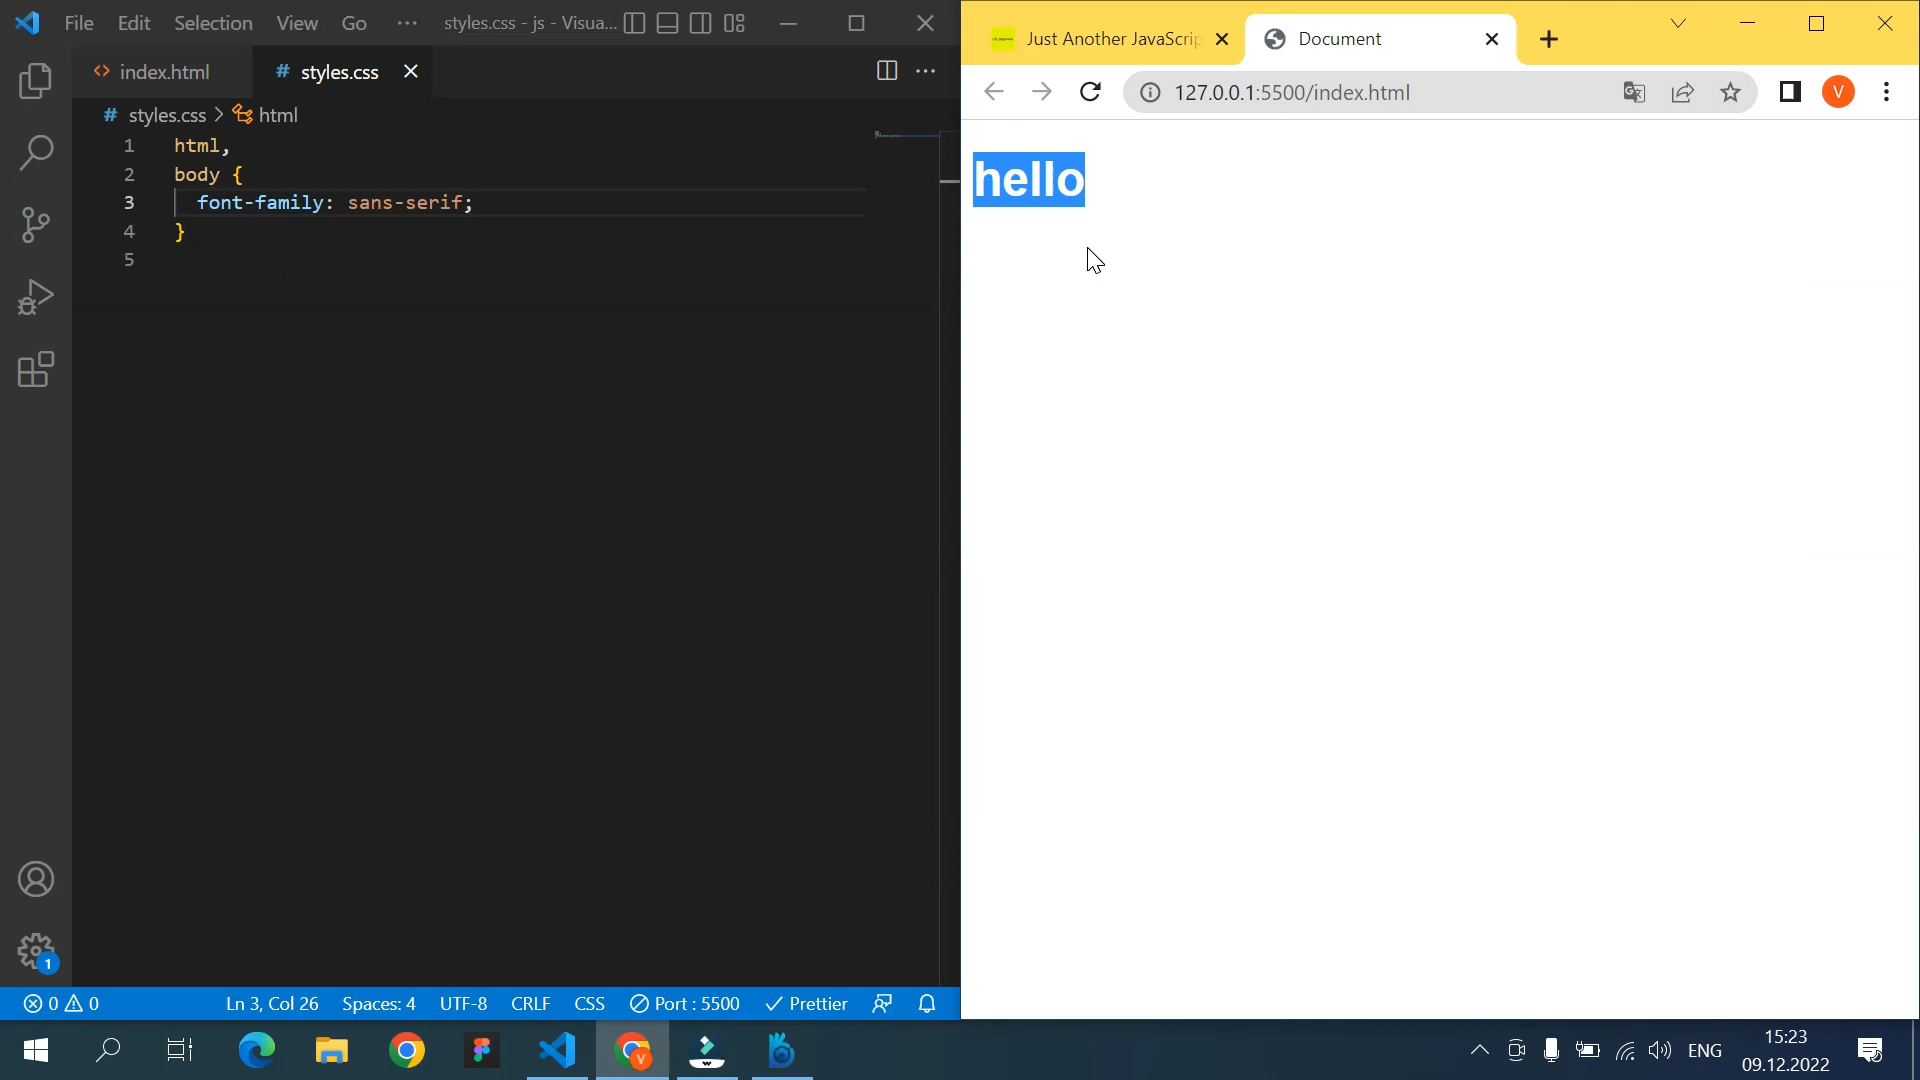 File Edit Selection View Go ··· styles.css - js - Visua...
index.html styles.css
# styles.css > html
1 html,
2 body {
3 font-family: sans-serif;
4 }
5
1
0 0 Ln 3, Col 26 Spaces: 4 UTF-8 CRLF CSS Port : 5500 Prettier
Just Another JavaScrip Document
127.0.0.1:5500/index.html V
hello
V
ENG 15:23
09.12.2022